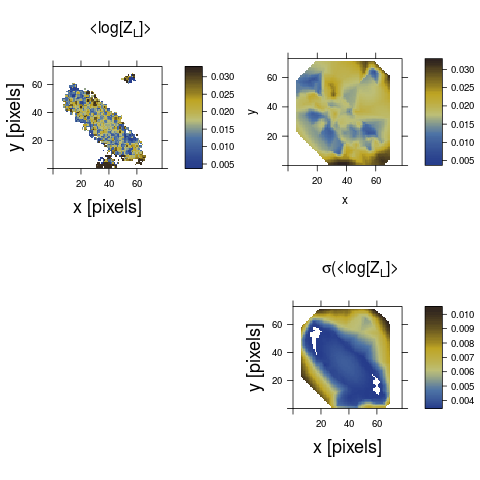 <log[Z_L]>
60
40
20
20 40 60
y [pixels]
x [pixels]
0.030
0.025
0.020
0.015
0.010
0.005
60
40
20
20 40 60
y
x
0.030
0.025
0.020
0.015
0.010
0.005
σ(<log[Z_L]>
60
40
20
20 40 60
y [pixels]
x [pixels]
0.010
0.009
0.008
0.007
0.006
0.005
0.004